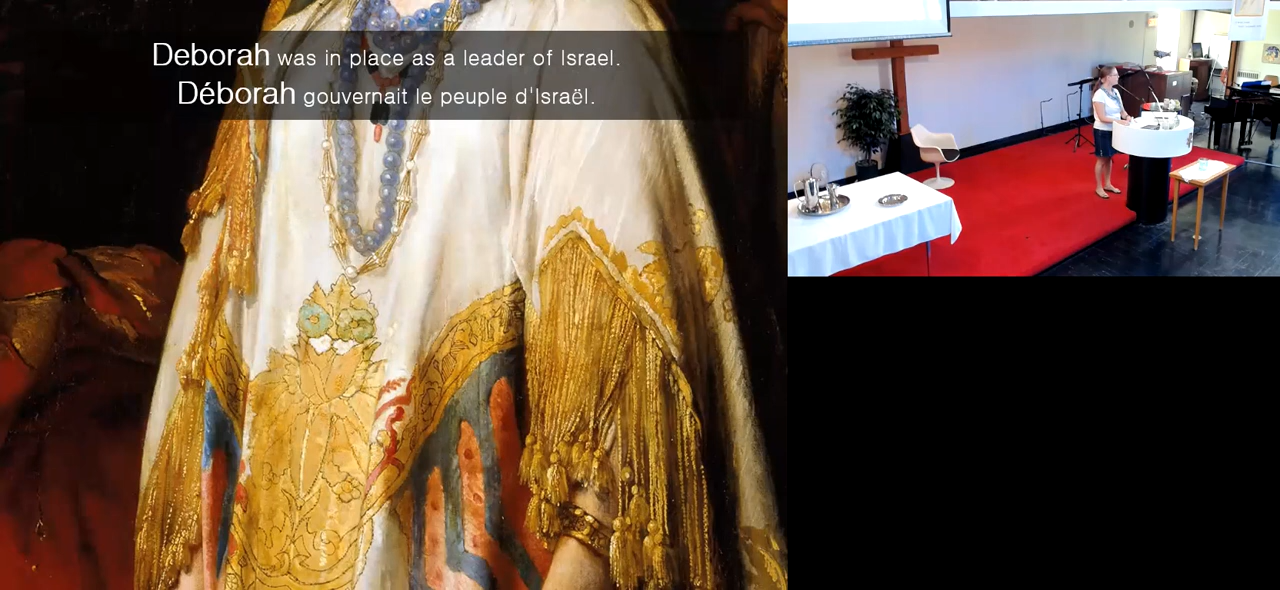 Deborah was in place as a leader of Israel.
Déborah gouvernait le peuple d'Israël.